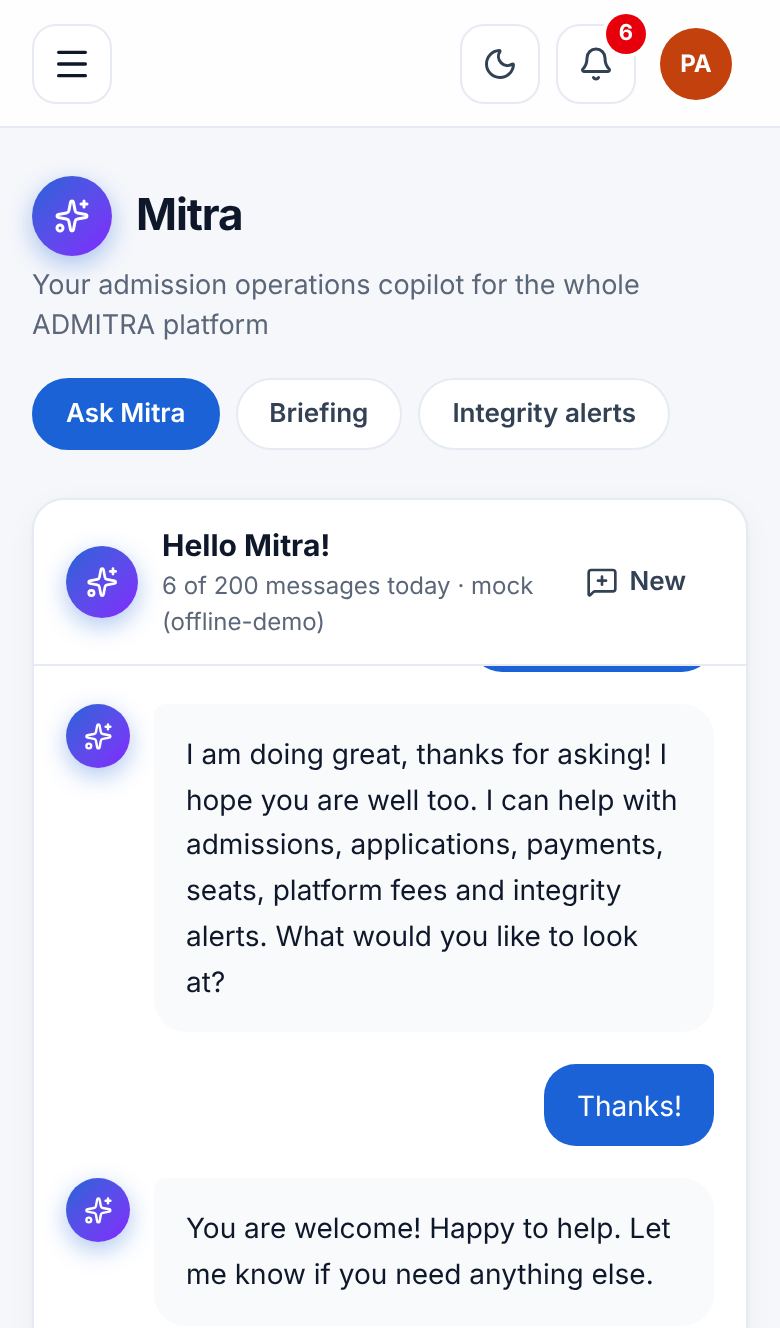 6
PA
Mitra
Your admission operations copilot for the whole
ADMITRA platform
Ask Mitra
Briefing
Integrity alerts
Hello Mitra!
6 of 200 messages today · mock
(offline-demo)
New
I am doing great, thanks for asking! I
hope you are well too. I can help with
admissions, applications, payments,
seats, platform fees and integrity
alerts. What would you like to look
at?
Thanks!
You are welcome! Happy to help. Let
me know if you need anything else.